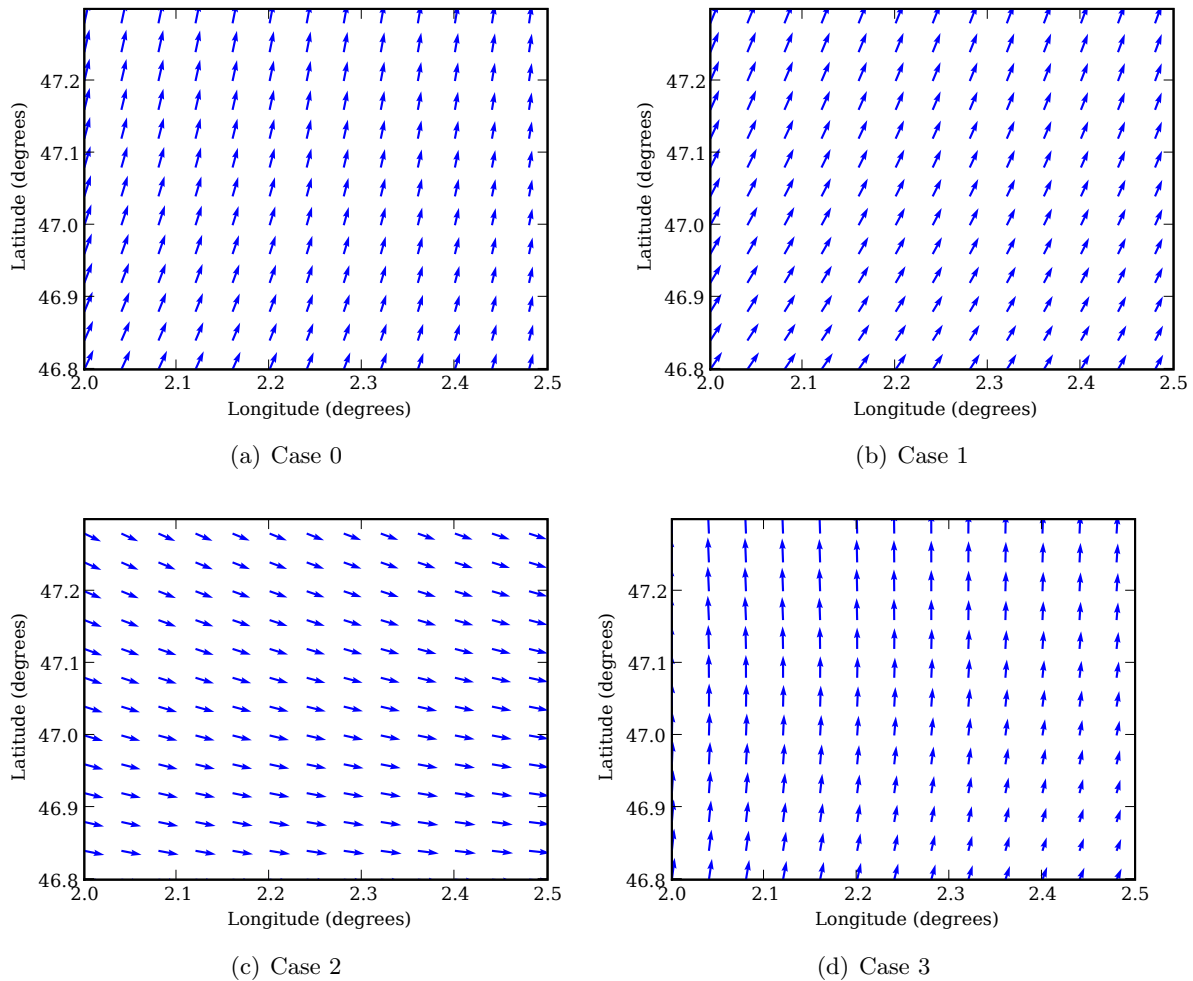 47.2
47.1
47.0
46.9
46.8
Latitude (degrees)
2.0 2.1 2.2 2.3 2.4 2.5
Longitude (degrees)
(a) Case 0
47.2
47.1
47.0
46.9
46.8
Latitude (degrees)
2.0 2.1 2.2 2.3 2.4 2.5
Longitude (degrees)
(b) Case 1
47.2
47.1
47.0
46.9
46.8
Latitude (degrees)
2.0 2.1 2.2 2.3 2.4 2.5
Longitude (degrees)
(c) Case 2
47.2
47.1
47.0
46.9
46.8
Latitude (degrees)
2.0 2.1 2.2 2.3 2.4 2.5
Longitude (degrees)
(d) Case 3